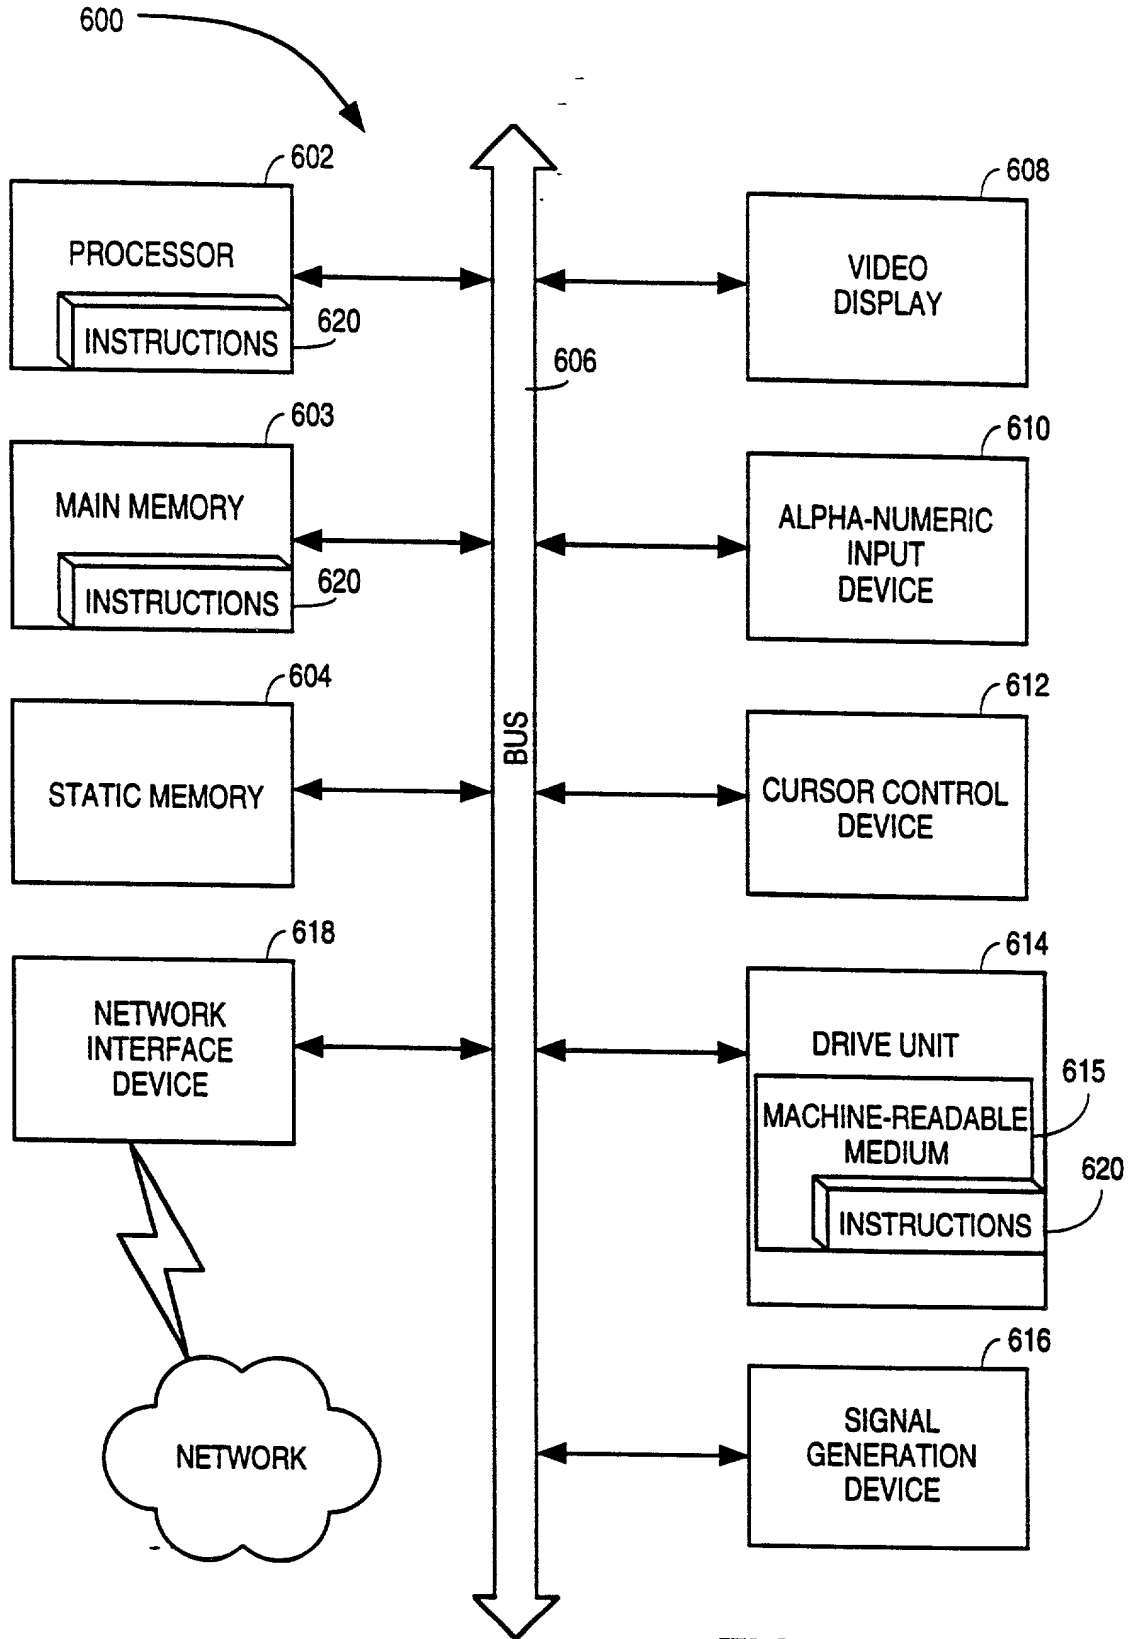 600
602
PROCESSOR
INSTRUCTIONS
620
603
MAIN MEMORY
INSTRUCTIONS
620
604
STATIC MEMORY
618
NETWORK
INTERFACE
DEVICE
NETWORK
606
BUS
608
VIDEO
DISPLAY
610
ALPHA-NUMERIC
INPUT
DEVICE
612
CURSOR CONTROL
DEVICE
614
DRIVE UNIT
615
MACHINE-READABLE
MEDIUM
620
INSTRUCTIONS
616
SIGNAL
GENERATION
DEVICE